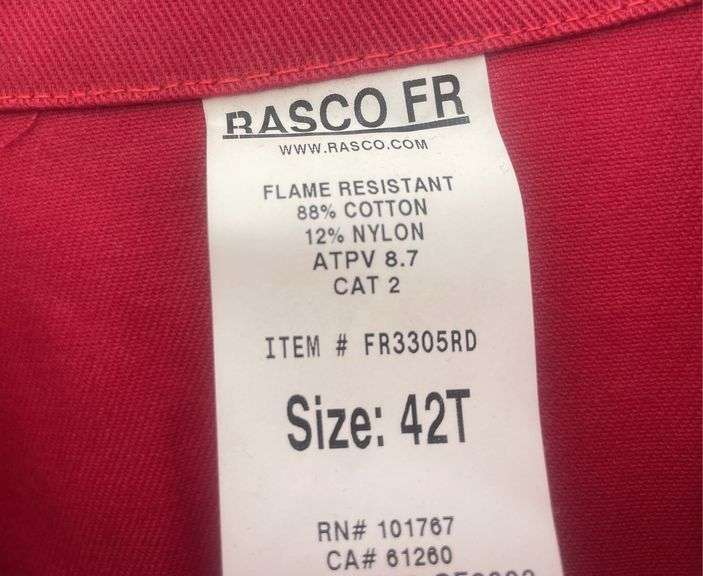 RASCO FR
WWW.RASCO.COM
FLAME RESISTANT
88% COTTON
12% NYLON
ATPV 8.7
CAT 2
ITEM # FR3305RD
Size: 42T
RN# 101767
CA# 61260